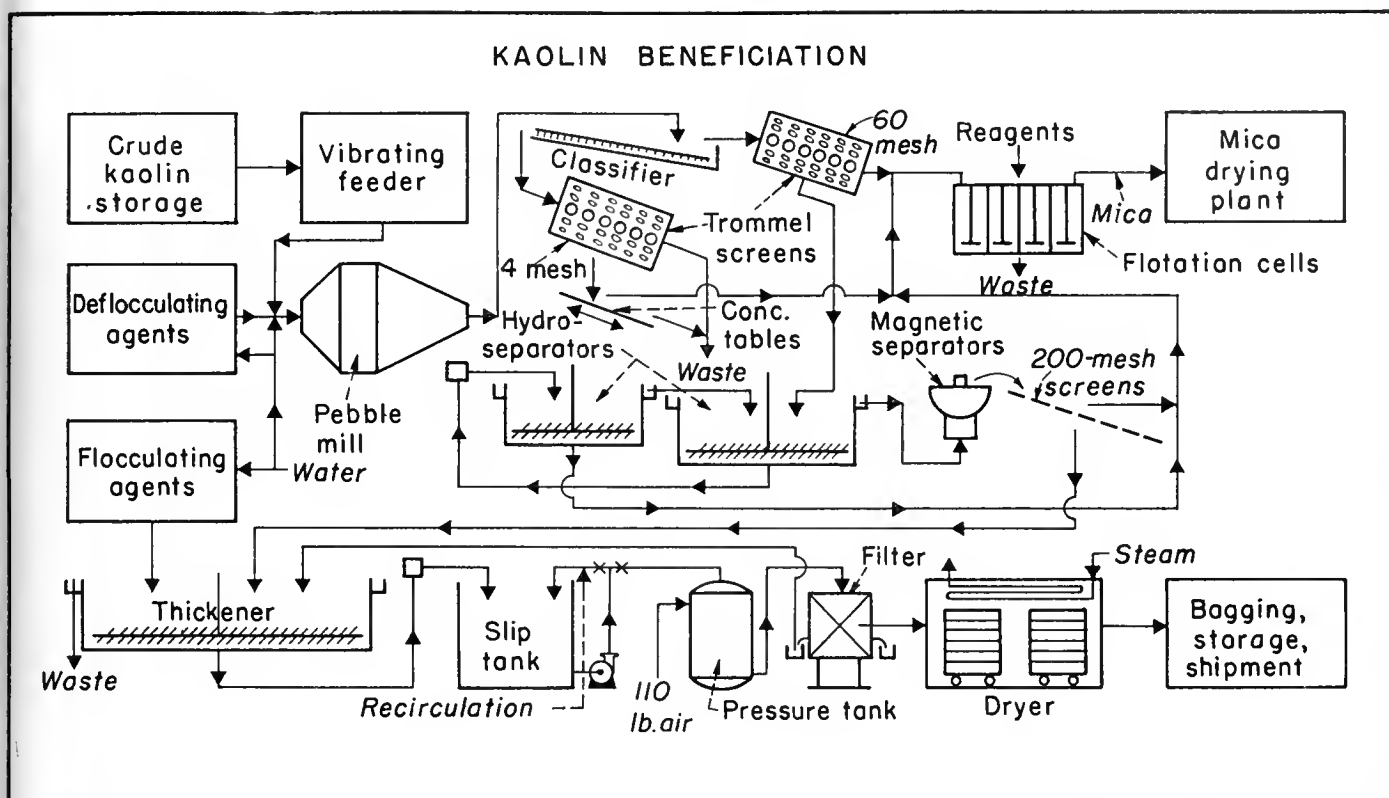 KAOLIN BENEFICIATION
Crude
kaolin
storage
Vibrating
feeder
Classifier
60
mesh
Reagents
Mica
Mica
drying
plant
Trommel
screens
4 mesh
Flotation cells
Waste
Deflocculating
agents
Pebble
mill
Hydro-
separators
Conc.
tables
Waste
Magnetic
separators
200-mesh
screens
Flocculating
agents
Water
Thickener
Waste
Slip
tank
Recirculation
110
lb. air
Pressure tank
Filter
Steam
Dryer
Bagging,
storage,
shipment